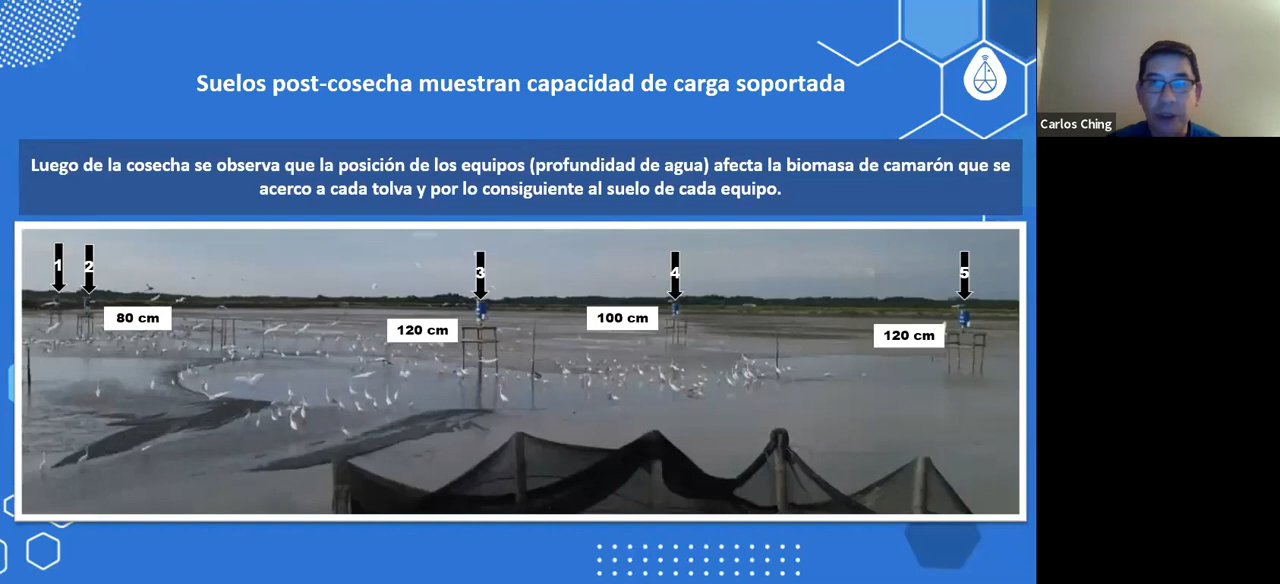 Suelos post-cosecha muestran capacidad de carga soportada
Carlos Ching
Luego de la cosecha se observa que la posición de los equipos (profundidad de agua) afecta la biomasa de camarón que se
acerco a cada tolva y por lo consiguiente al suelo de cada equipo.
1
2
3
4
5
80 cm
120 cm
100 cm
120 cm